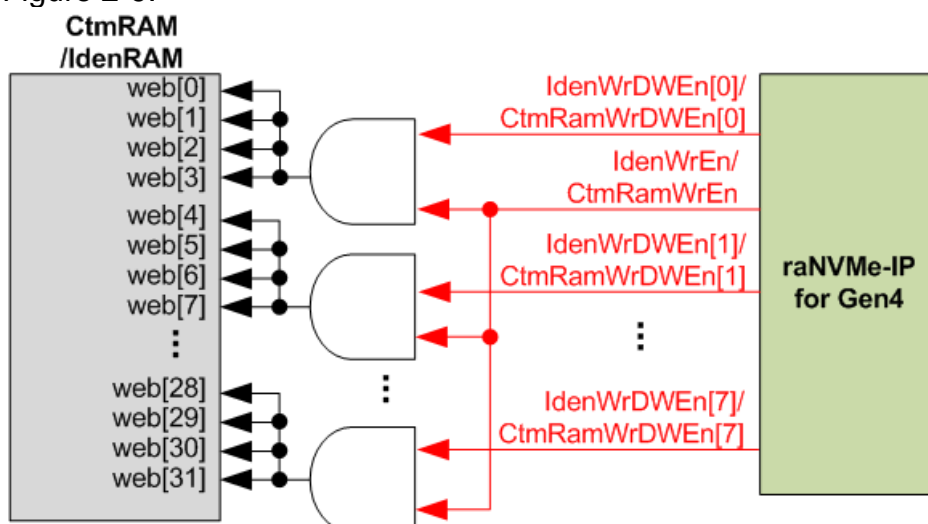 CtmRAM
/IdenRAM
web[0]
web[1]
web[2]
web[3]
web[4]
web[5]
web[6]
web[7]
web[28]
web[29]
web[30]
web[31]
IdenWrDWEn[0]/
CtmRamWrDWEn[0]
IdenWrEn/
CtmRamWrEn
IdenWrDWEn[1]/
CtmRamWrDWEn[1]
IdenWrDWEn[7]/
CtmRamWrDWEn[7]
raNVMe-IP
for Gen4